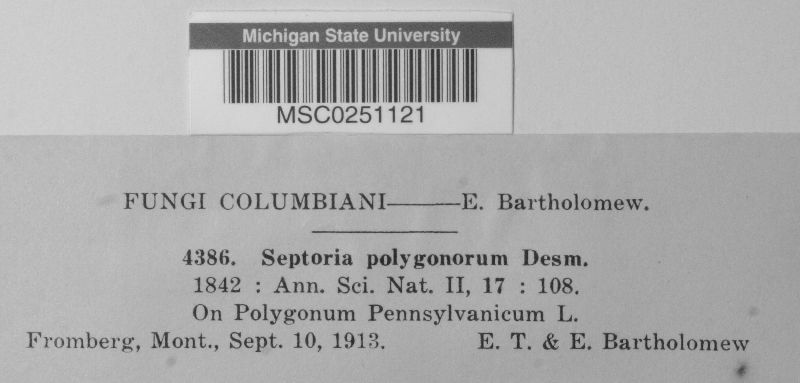 Michigan State University
MSC0251121
FUNGI COLUMBIANI———E. Bartholomew.
4386. Septoria polygonorum Desm.
1842 : Ann. Sci. Nat. II, 17 : 108.
On Polygonum Pennsylvanicum L.
Fromberg, Mont., Sept. 10, 1913. E. T. & E. Bartholomew